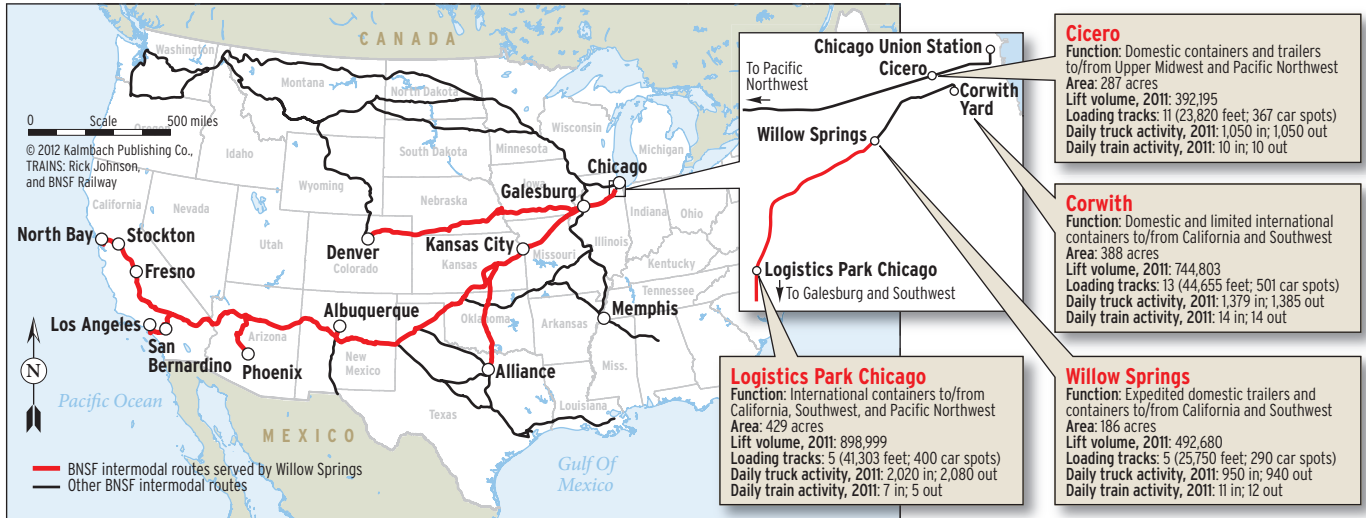 CANADA
Washington
Montana
North Dakota
Oregon
Idaho
Wyoming
South Dakota
Minnesota
Wisconsin
Michigan
California
Nevada
Utah
Colorado
Nebraska
Iowa
Kansas
Missouri
Illinois
Indiana
Ohio
Kentucky
Tennessee
Arizona
New
Mexico
Oklahoma
Arkansas
Miss.
Texas
Louisiana
0 Scale 500 miles
© 2012 Kalmbach Publishing Co.,
TRAINS: Rick Johnson,
and BNSF Railway
Chicago
Galesburg
North Bay
Stockton
Denver
Kansas City
Fresno
Albuquerque
Memphis
Los Angeles
San
Bernardino
Phoenix
Alliance
N
Pacific Ocean
MEXICO
Gulf Of
Mexico
BNSF intermodal routes served by Willow Springs
Other BNSF intermodal routes
Chicago Union Station
Cicero
To Pacific
Northwest
Corwith
Yard
Willow Springs
Logistics Park Chicago
To Galesburg and Southwest
Cicero
Function: Domestic containers and trailers
to/from Upper Midwest and Pacific Northwest
Area: 287 acres
Lift volume, 2011: 392,195
Loading tracks: 11 (23,820 feet; 367 car spots)
Daily truck activity, 2011: 1,050 in; 1,050 out
Daily train activity, 2011: 10 in; 10 out
Corwith
Function: Domestic and limited international
containers to/from California and Southwest
Area: 388 acres
Lift volume, 2011: 744,803
Loading tracks: 13 (44,655 feet; 501 car spots)
Daily truck activity, 2011: 1,379 in; 1,385 out
Daily train activity, 2011: 14 in; 14 out
Logistics Park Chicago
Function: International containers to/from
California, Southwest, and Pacific Northwest
Area: 429 acres
Lift volume, 2011: 898,999
Loading tracks: 5 (41,303 feet; 400 car spots)
Daily truck activity, 2011: 2,020 in; 2,080 out
Daily train activity, 2011: 7 in; 5 out
Willow Springs
Function: Expedited domestic trailers and
containers to/from California and Southwest
Area: 186 acres
Lift volume, 2011: 492,680
Loading tracks: 5 (25,750 feet; 290 car spots)
Daily truck activity, 2011: 950 in; 940 out
Daily train activity, 2011: 11 in; 12 out